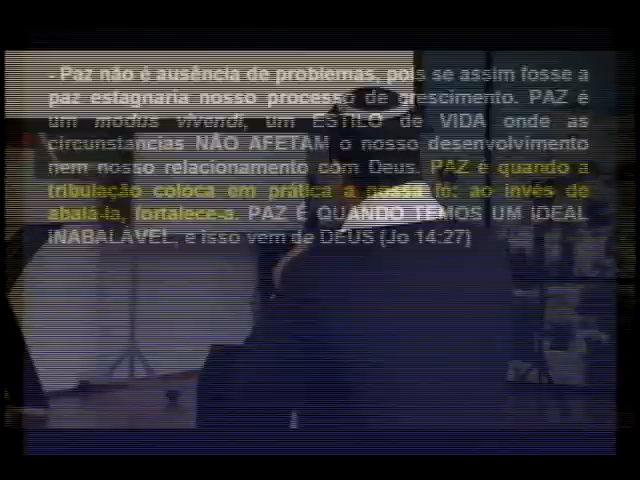 - Paz não é ausência de problemas, pois se assim fosse a
paz estagnaria nosso processo de crescimento. PAZ é
um modus vivendi, um ESTILO de VIDA onde as
circunstancias NÃO AFETAM o nosso desenvolvimento
nem nosso relacionamento com Deus. PAZ é quando a
tribulação coloca em prática a nossa fé: ao invés de
abalá-la, fortalece-a. PAZ É QUANDO TEMOS UM IDEAL
INABALÁVEL, e isso vem de DEUS (Jo 14:27)